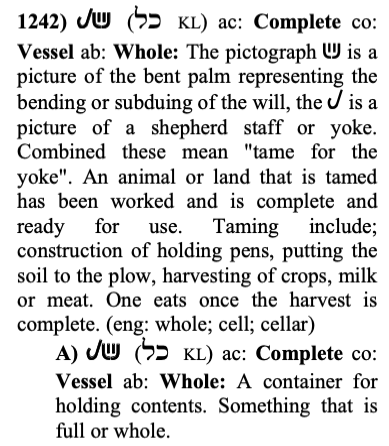 1242) (כל KL) ac: Complete co:
Vessel ab: Whole: The pictograph is a
picture of the bent palm representing the
bending or subduing of the will, the is a
picture of a shepherd staff or yoke.
Combined these mean "tame for the
yoke". An animal or land that is tamed
has been worked and is complete and
ready for use. Taming include;
construction of holding pens, putting the
soil to the plow, harvesting of crops, milk
or meat. One eats once the harvest is
complete. (eng: whole; cell; cellar)
A) (כל KL) ac: Complete co:
Vessel ab: Whole: A container for
holding contents. Something that is
full or whole.